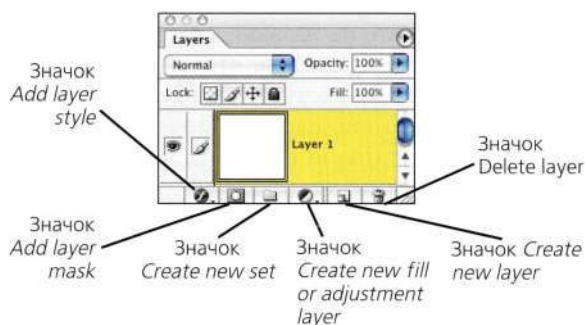 Layers
Normal
Opacity: 100%
Lock:
Fill: 100%
Layer 1
Значок
Add layer
style
Значок
Delete layer
Значок
Add layer
mask
Значок
Create new set
Значок
Create new fill
or adjustment
layer
Значок Create
new layer